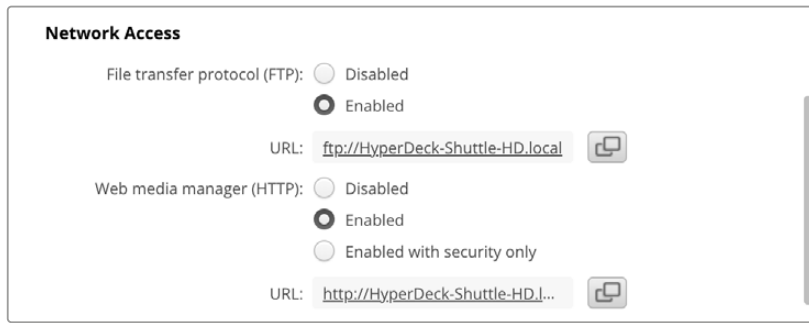 Network Access
File transfer protocol (FTP): Disabled
Enabled
URL: ftp://HyperDeck-Shuttle-HD.local
Web media manager (HTTP): Disabled
Enabled
Enabled with security only
URL: http://HyperDeck-Shuttle-HD.l...